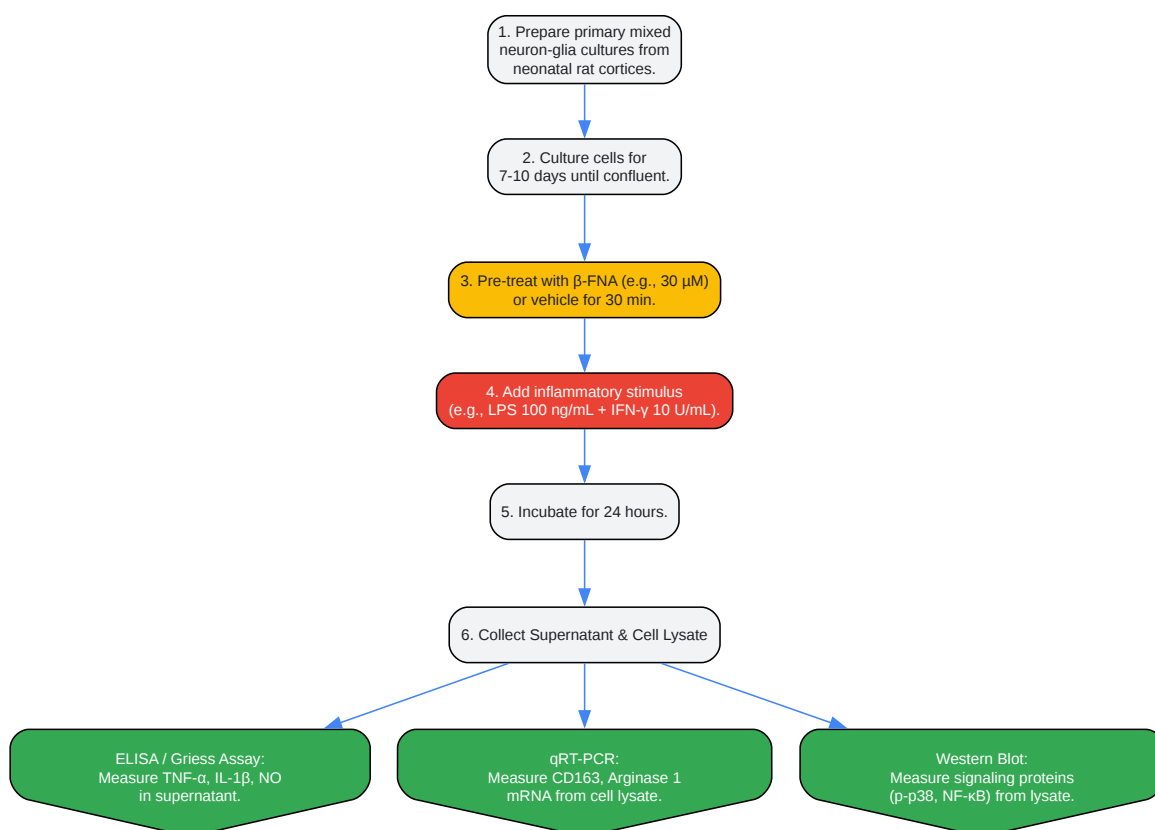 1. Prepare primary mixed
neuron-glia cultures from
neonatal rat cortices.
2. Culture cells for
7-10 days until confluent.
3. Pre-treat with β-FNA (e.g., 30 µM)
or vehicle for 30 min.
4. Add inflammatory stimulus
(e.g., LPS 100 ng/mL + IFN-γ 10 U/mL).
5. Incubate for 24 hours.
6. Collect Supernatant & Cell Lysate
ELISA / Griess Assay:
Measure TNF-α, IL-1β, NO
in supernatant.
qRT-PCR:
Measure CD163, Arginase 1
mRNA from cell lysate.
Western Blot:
Measure signaling proteins
(p-p38, NF-κB) from lysate.